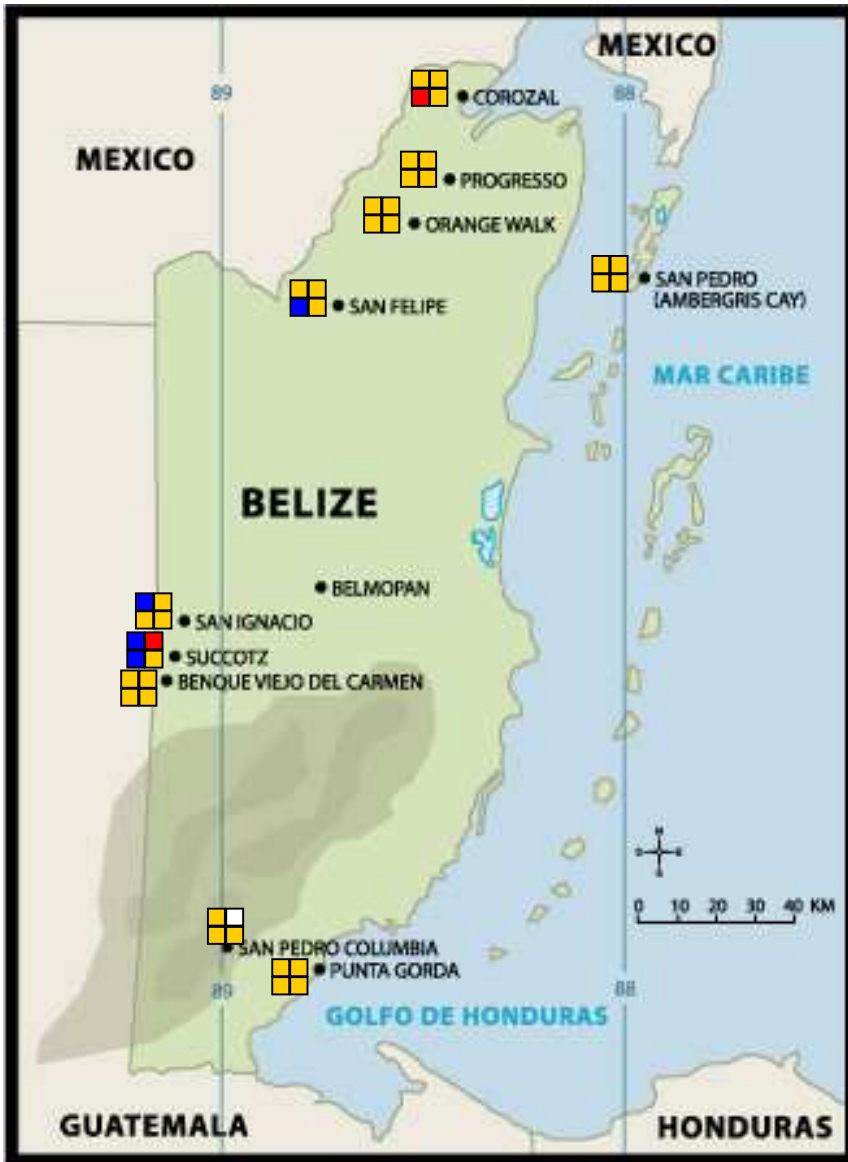 MEXICO
89
88
COROZAL
MEXICO
PROGRESSO
ORANGE WALK
SAN PEDRO
(AMBERGRIS CAY)
SAN FELIPE
MAR CARIBE
BELIZE
BELMOPAN
SAN IGNACIO
SUCCOTZ
BENQUE VIEJO DEL CARMEN
0 10 20 30 40 KM
SAN PEDRO COLUMBIA
PUNTA GORDA
89
88
GOLFO DE HONDURAS
GUATEMALA
HONDURAS